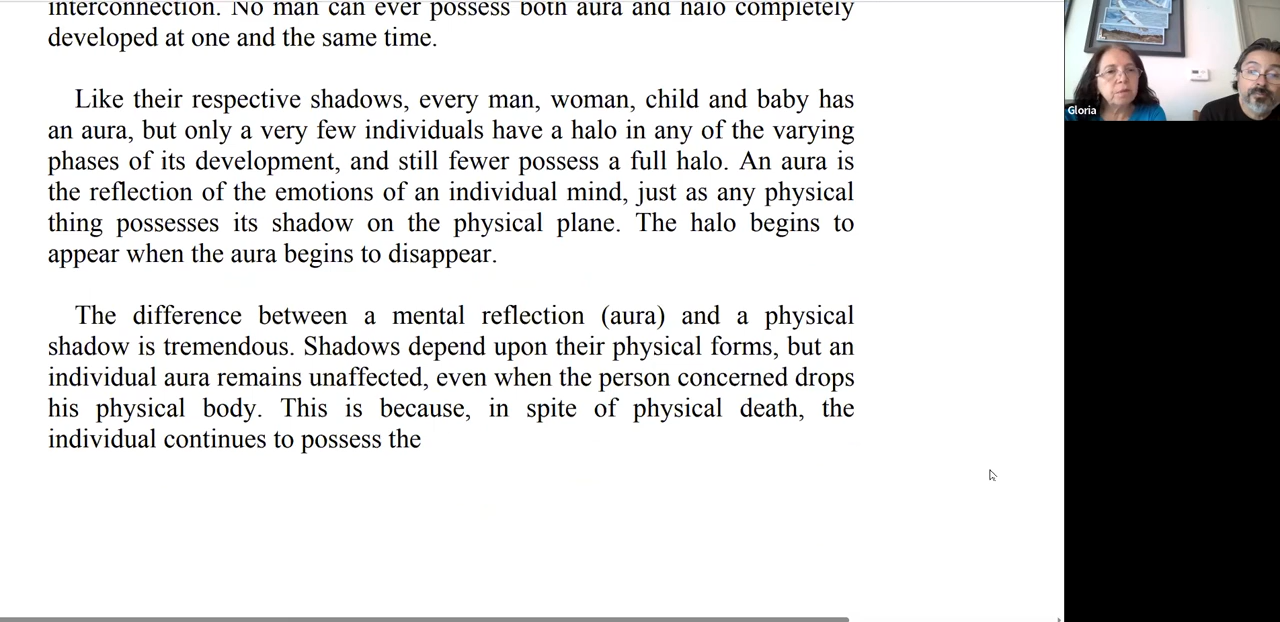 interconnection. No man can ever possess both aura and halo completely
developed at one and the same time.
Like their respective shadows, every man, woman, child and baby has
an aura, but only a very few individuals have a halo in any of the varying
phases of its development, and still fewer possess a full halo. An aura is
the reflection of the emotions of an individual mind, just as any physical
thing possesses its shadow on the physical plane. The halo begins to
appear when the aura begins to disappear.
The difference between a mental reflection (aura) and a physical
shadow is tremendous. Shadows depend upon their physical forms, but an
individual aura remains unaffected, even when the person concerned drops
his physical body. This is because, in spite of physical death, the
individual continues to possess the
Gloria